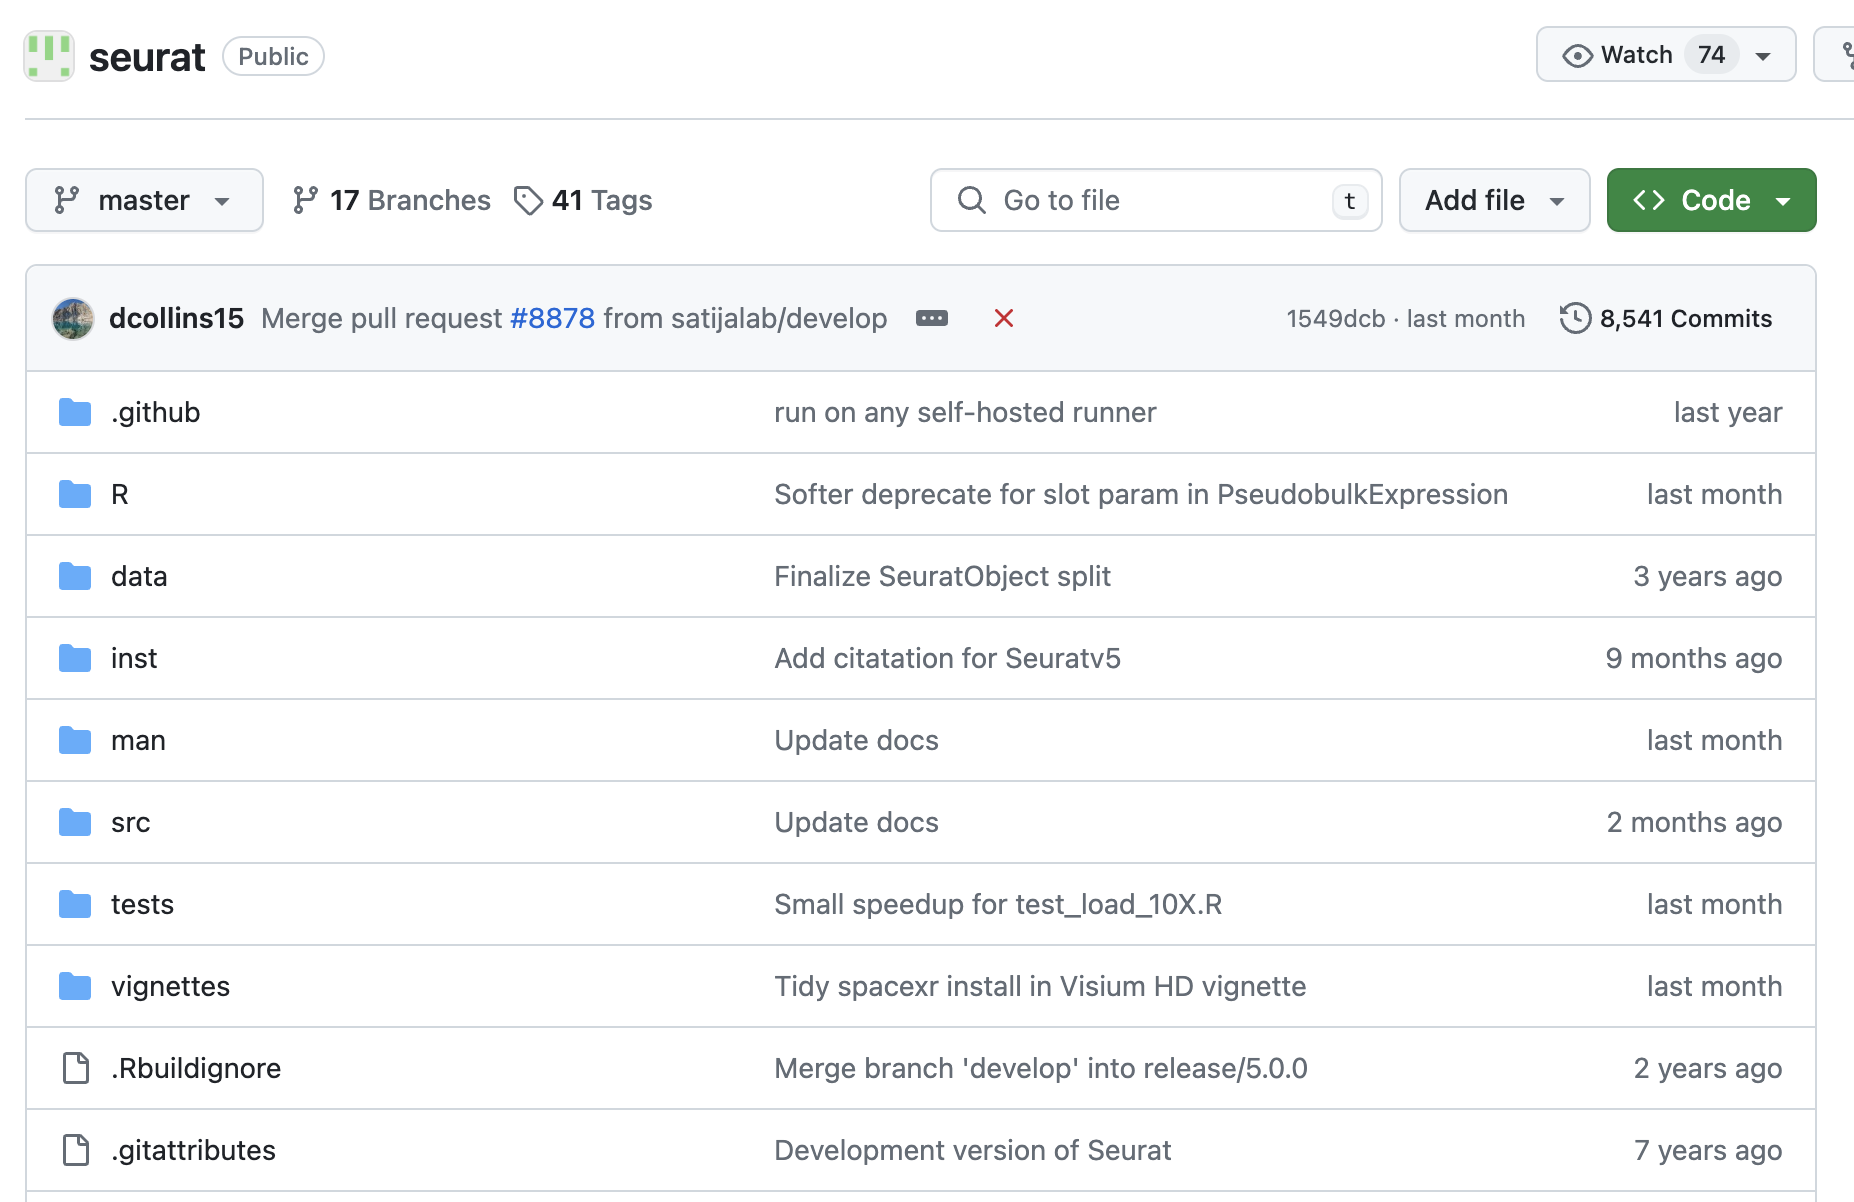 seurat Public Watch 74
master 17 Branches 41 Tags Go to file t Add file Code
dcollins15 Merge pull request #8878 from satijalab/develop 1549dcb · last month 8,541 Commits
.github run on any self-hosted runner last year
R Softer deprecate for slot param in PseudobulkExpression last month
data Finalize SeuratObject split 3 years ago
inst Add citatation for Seuratv5 9 months ago
man Update docs last month
src Update docs 2 months ago
tests Small speedup for test_load_10X.R last month
vignettes Tidy spacexr install in Visium HD vignette last month
.Rbuildignore Merge branch 'develop' into release/5.0.0 2 years ago
.gitattributes Development version of Seurat 7 years ago